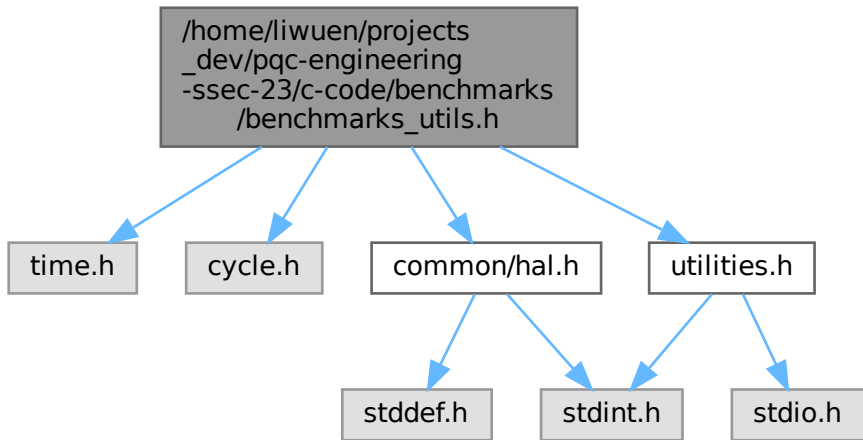 /home/liwuen/projects
_dev/pqc-engineering
-ssec-23/c-code/benchmarks
/benchmarks_utils.h
time.h
cycle.h
common/hal.h
utilities.h
stddef.h
stdint.h
stdio.h